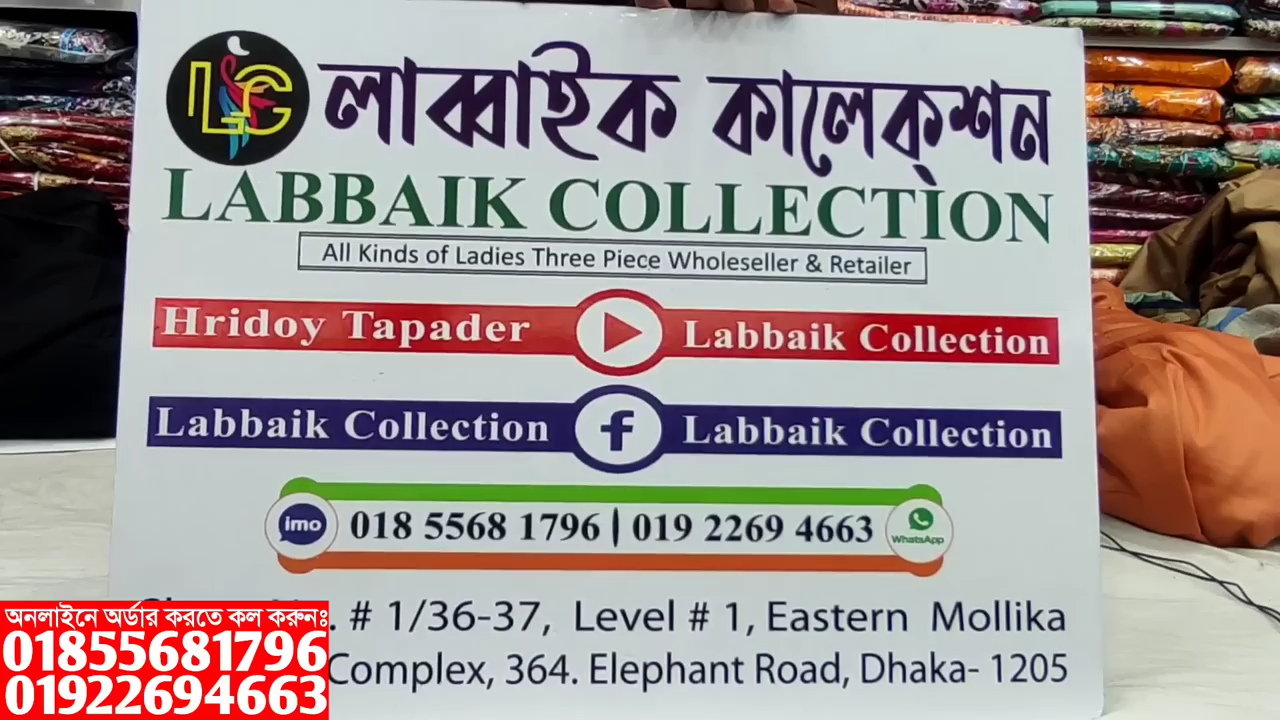 LC
লাব্বাইক কালেক্শন
LABBAIK COLLECTION
All Kinds of Ladies Three Piece Wholeseller & Retailer
Hridoy Tapader Labbaik Collection
Labbaik Collection f Labbaik Collection
imo 018 5568 1796 | 019 2269 4663 WhatsApp
. # 1/36-37, Level # 1, Eastern Mollika
Complex, 364. Elephant Road, Dhaka- 1205
অনলাইনে অর্ডার করতে কল করুনঃ
01855681796
01922694663